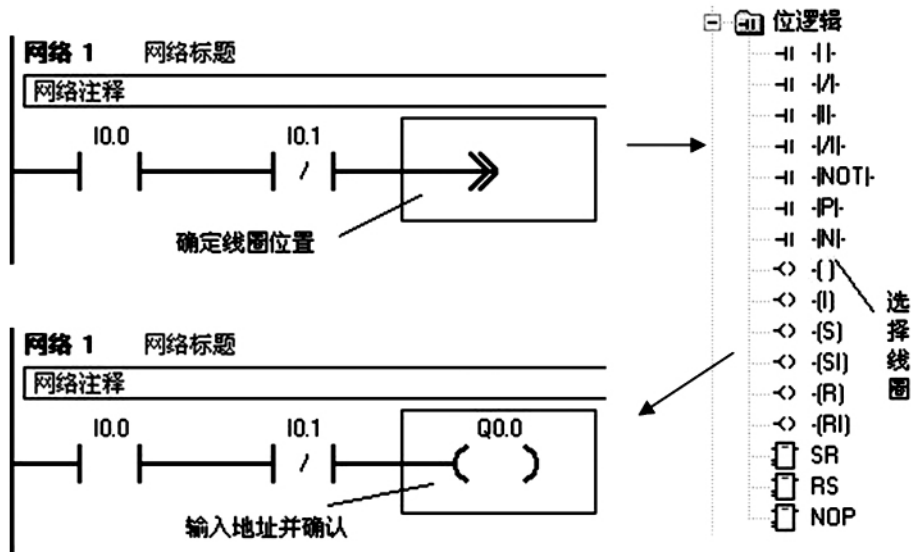 网络 1 网络标题
网络注释
I0.0 I0.1
/
确定线圈位置
位逻辑
-| |-
-|/|-
-|I|-
-|/I|-
-|NOT|-
-|P|-
-|N|-
-( )
-(I)
-(S)
-(SI)
-(R)
-(RI)
SR
RS
NOP
选择线圈
网络 1 网络标题
网络注释
I0.0 I0.1 Q0.0
/
输入地址并确认